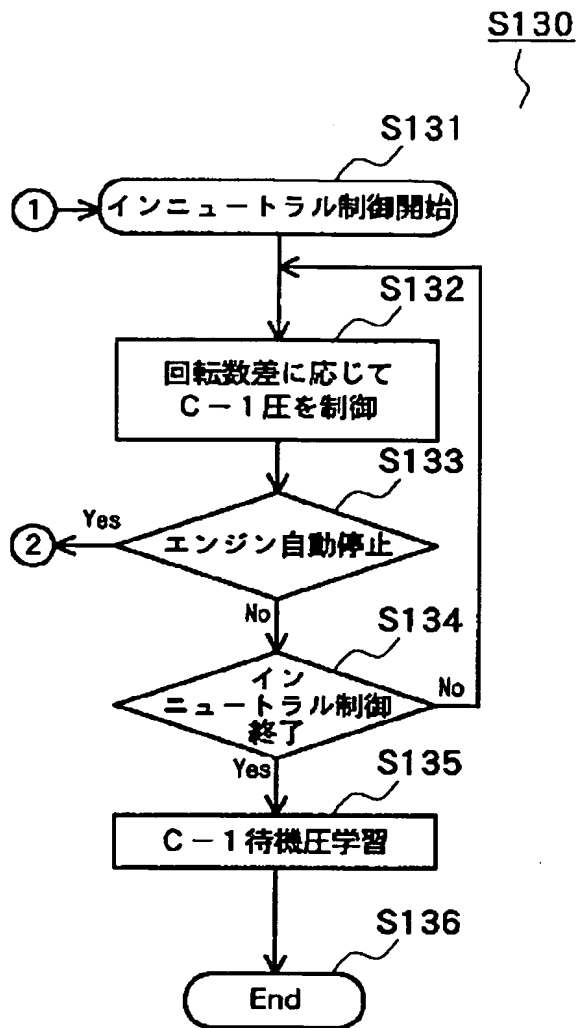 S130
S131
①
インニュートラル制御開始
S132
回転数差に応じて
C−1圧を制御
S133
Yes
②
エンジン自動停止
No
S134
イン
ニュートラル制御
終了
No
Yes
S135
C−1待機圧学習
S136
End